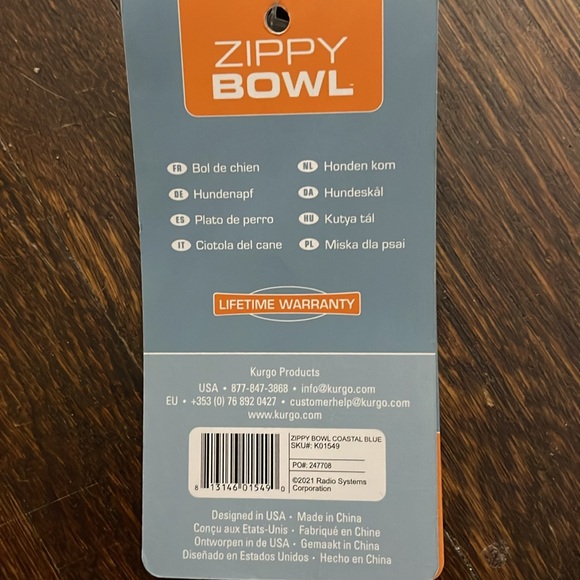 ZIPPY
BOWL™
FR Bol de chien
DE Hundenapf
ES Plato de perro
IT Ciotola del cane
NL Honden kom
DA Hundeskål
HU Kutya tál
PL Miska dla psai
LIFETIME WARRANTY
Kurgo Products
USA • 877-847-3868 • info@kurgo.com
EU • +353 (0) 76 892 0427 • customerhelp@kurgo.com
www.kurgo.com
ZIPPY BOWL COASTAL BLUE
SKU#: K01549
PO#: 247708
©2021 Radio Systems
Corporation
8 13146 01549 0
Designed in USA • Made in China
Conçu aux Etats-Unis • Fabriqué en Chine
Ontworpen in de USA • Gemaakt in China
Diseñado en Estados Unidos • Hecho en China